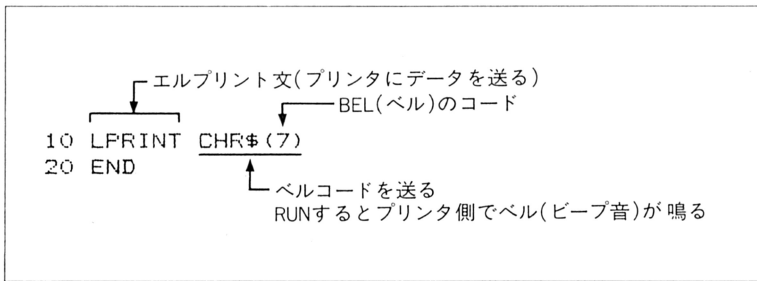 エルプリント文(プリンタにデータを送る)
BEL(ベル)のコード
10 LPRINT CHR$(7)
20 END
ベルコードを送る
RUNするとプリンタ側でベル(ビープ音)が鳴る